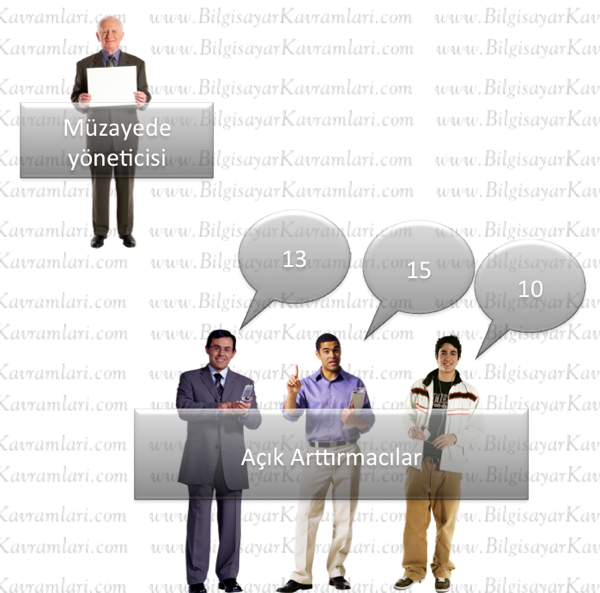 www.BilgisayarKavramlari.com
Müzayede
yöneticisi
13
15
10
Açık Arttırmacılar